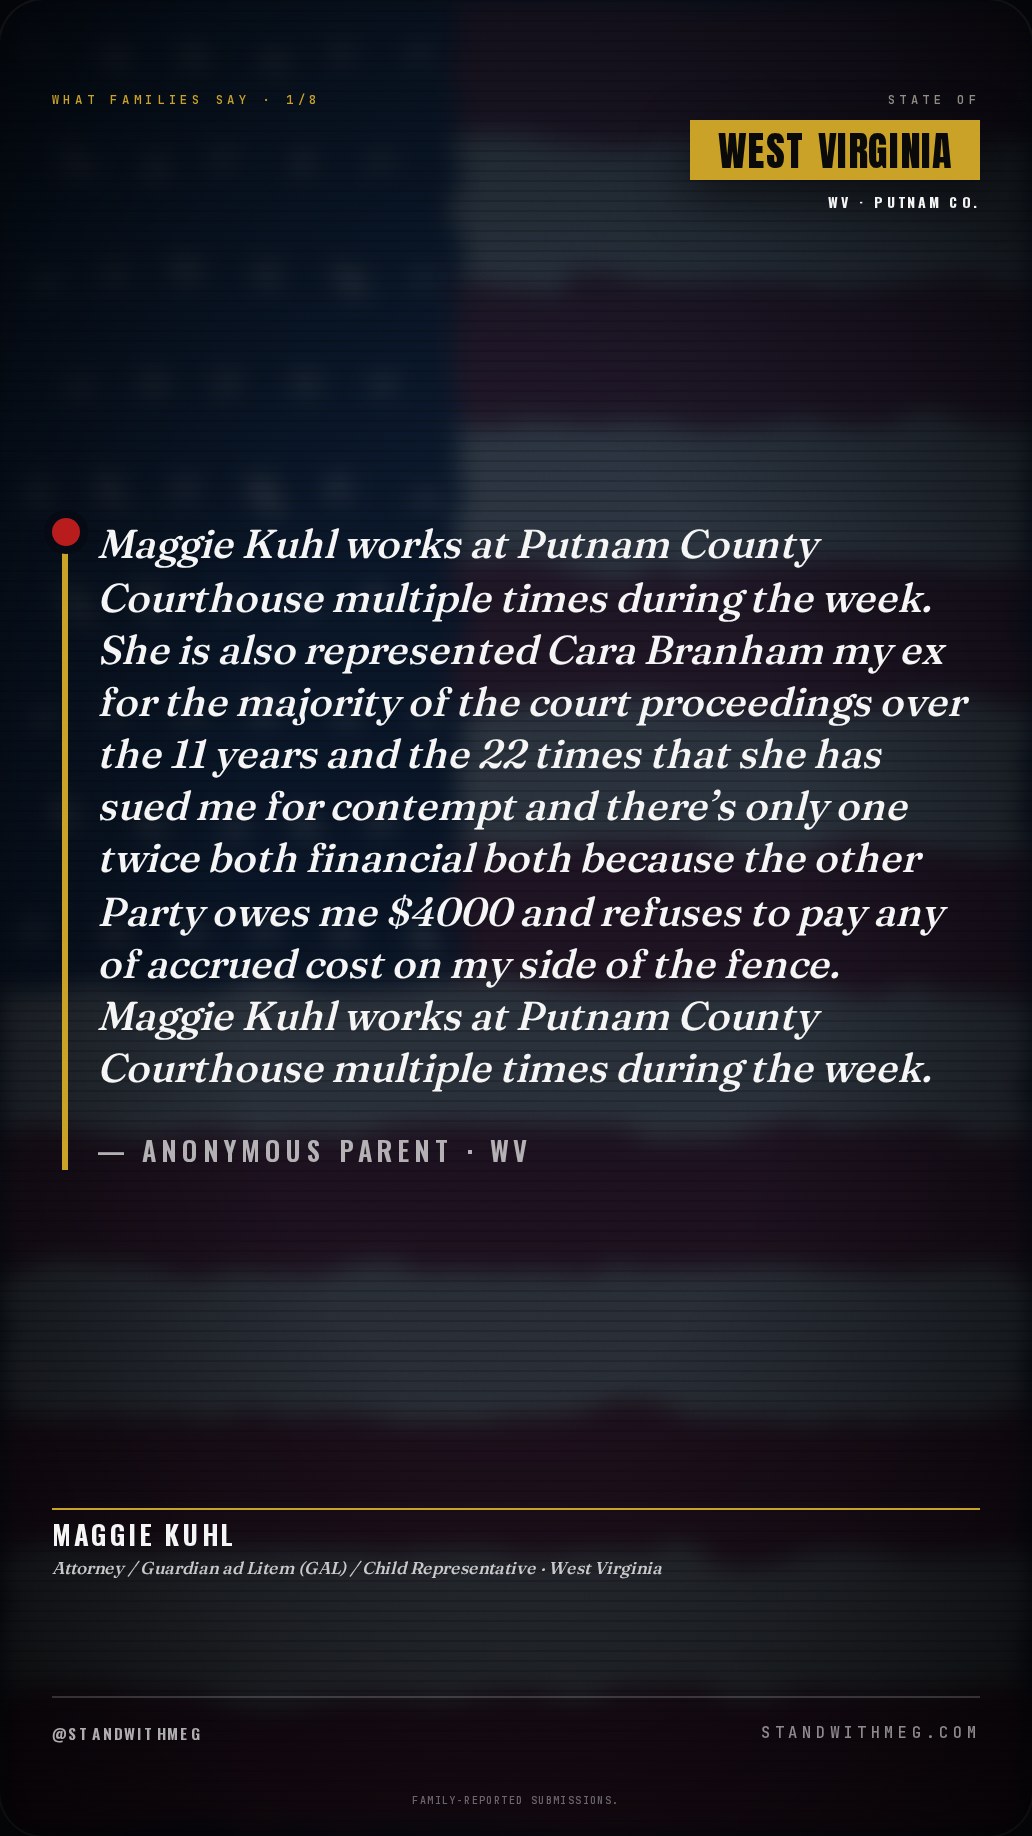 WHAT FAMILIES SAY · 1/8
STATE OF
WEST VIRGINIA
WV · PUTNAM CO.
Maggie Kuhl works at Putnam County
Courthouse multiple times during the week.
She is also represented Cara Branham my ex
for the majority of the court proceedings over
the 11 years and the 22 times that she has
sued me for contempt and there’s only one
twice both financial both because the other
Party owes me $4000 and refuses to pay any
of accrued cost on my side of the fence.
Maggie Kuhl works at Putnam County
Courthouse multiple times during the week.
— ANONYMOUS PARENT · WV
MAGGIE KUHL
Attorney / Guardian ad Litem (GAL) / Child Representative · West Virginia
@STANDWITHMEG
STANDWITHMEG.COM
FAMILY-REPORTED SUBMISSIONS.